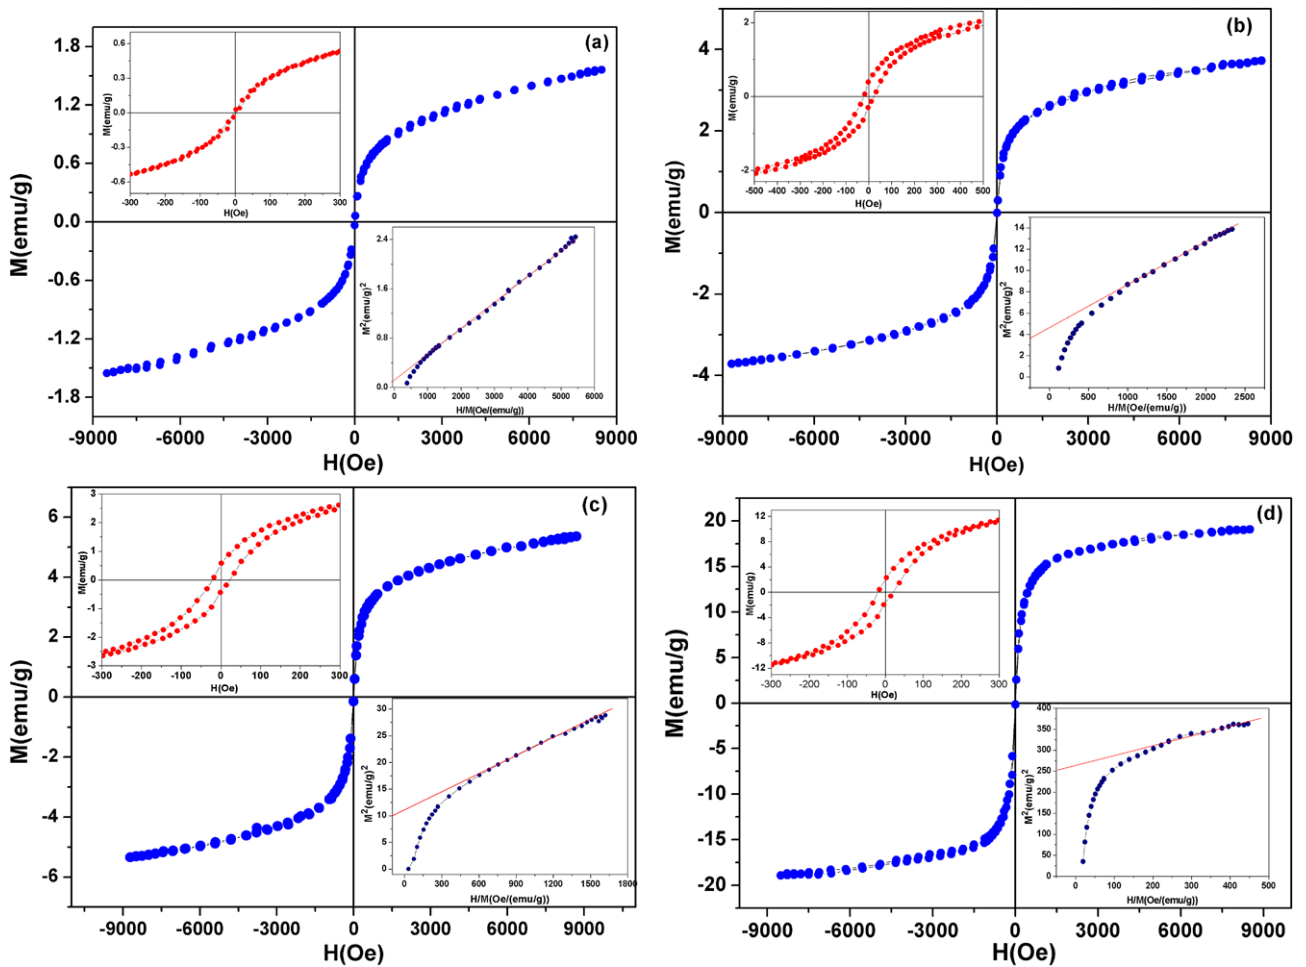 (a)
M(emu/g)
1.8
1.2
0.6
0.0
-0.6
-1.2
-1.8
-9000 -6000 -3000 0 3000 6000 9000
H(Oe)
M(emu/g)
0.6
0.3
0.0
-0.3
-0.6
-300 -200 -100 0 100 200 300
H(Oe)
M²(emu/g)²
2.4
1.6
0.8
0.0
0 1000 2000 3000 4000 5000 6000
H/M(Oe/(emu/g))
(b)
M(emu/g)
4
2
0
-2
-4
-9000 -6000 -3000 0 3000 6000 9000
H(Oe)
M(emu/g)
2
0
-2
-500 -400 -300 -200 -100 0 100 200 300 400 500
H(Oe)
M²(emu/g)²
14
12
10
8
6
4
2
0
0 500 1000 1500 2000 2500
H/M(Oe/(emu/g))
(c)
M(emu/g)
6
4
2
0
-2
-4
-6
-9000 -6000 -3000 0 3000 6000 9000
H(Oe)
M(emu/g)
3
2
1
0
-1
-2
-3
-300 -200 -100 0 100 200 300
H(Oe)
M²(emu/g)²
30
25
20
15
10
5
0
0 300 600 900 1200 1500 1800
H/M(Oe/(emu/g))
(d)
M(emu/g)
20
15
10
5
0
-5
-10
-15
-20
-9000 -6000 -3000 0 3000 6000 9000
H(Oe)
M(emu/g)
12
8
4
0
-4
-8
-12
-300 -200 -100 0 100 200 300
H(Oe)
M²(emu/g)²
400
350
300
250
200
150
100
50
0
0 100 200 300 400 500
H/M(Oe/(emu/g))